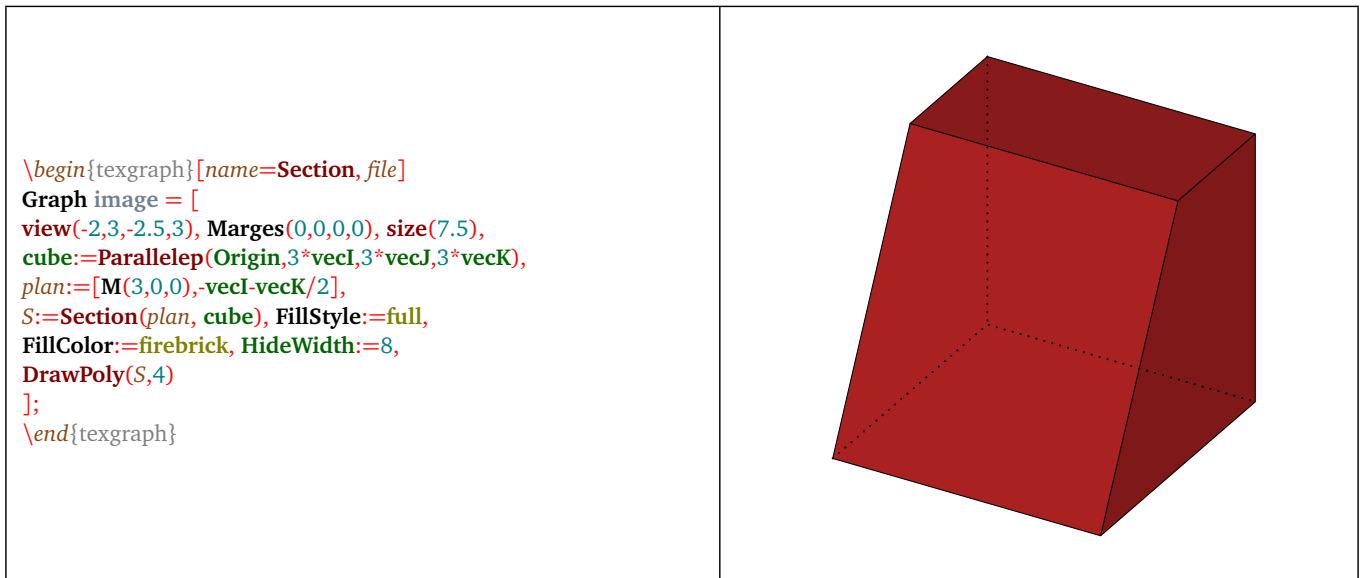 \begin{texgraph}[name=Section, file]
Graph image = [
view(-2,3,-2.5,3), Marges(0,0,0,0), size(7.5),
cube:=Parallelep(Origin,3*vecI,3*vecJ,3*vecK),
plan:=[M(3,0,0),-vecI-vecK/2],
S:=Section(plan, cube), FillStyle:=full,
FillColor:=firebrick, HideWidth:=8,
DrawPoly(S,4)
];
\end{texgraph}